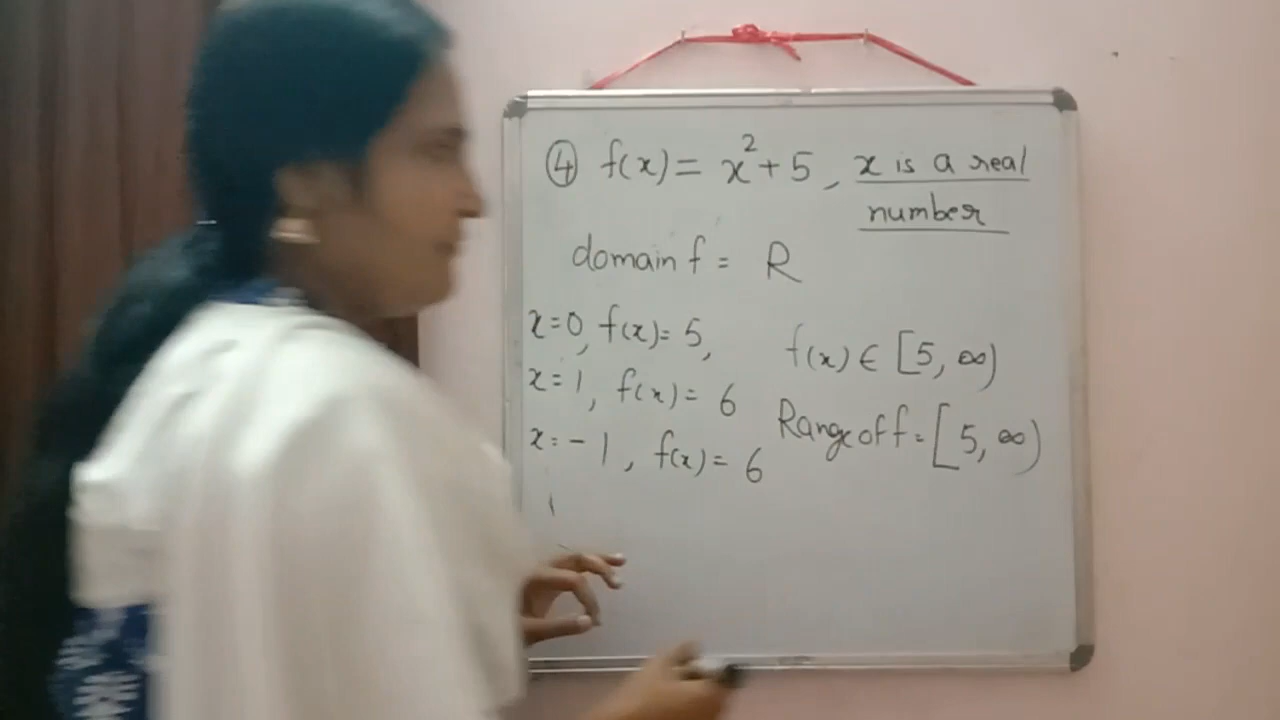 ④ f(x) = x² + 5, x is a real
number
domain f = R
x=0, f(x)= 5,
x=1, f(x)= 6
x=-1, f(x)= 6
f(x) ∈ [5, ∞)
Range of f = [5, ∞)